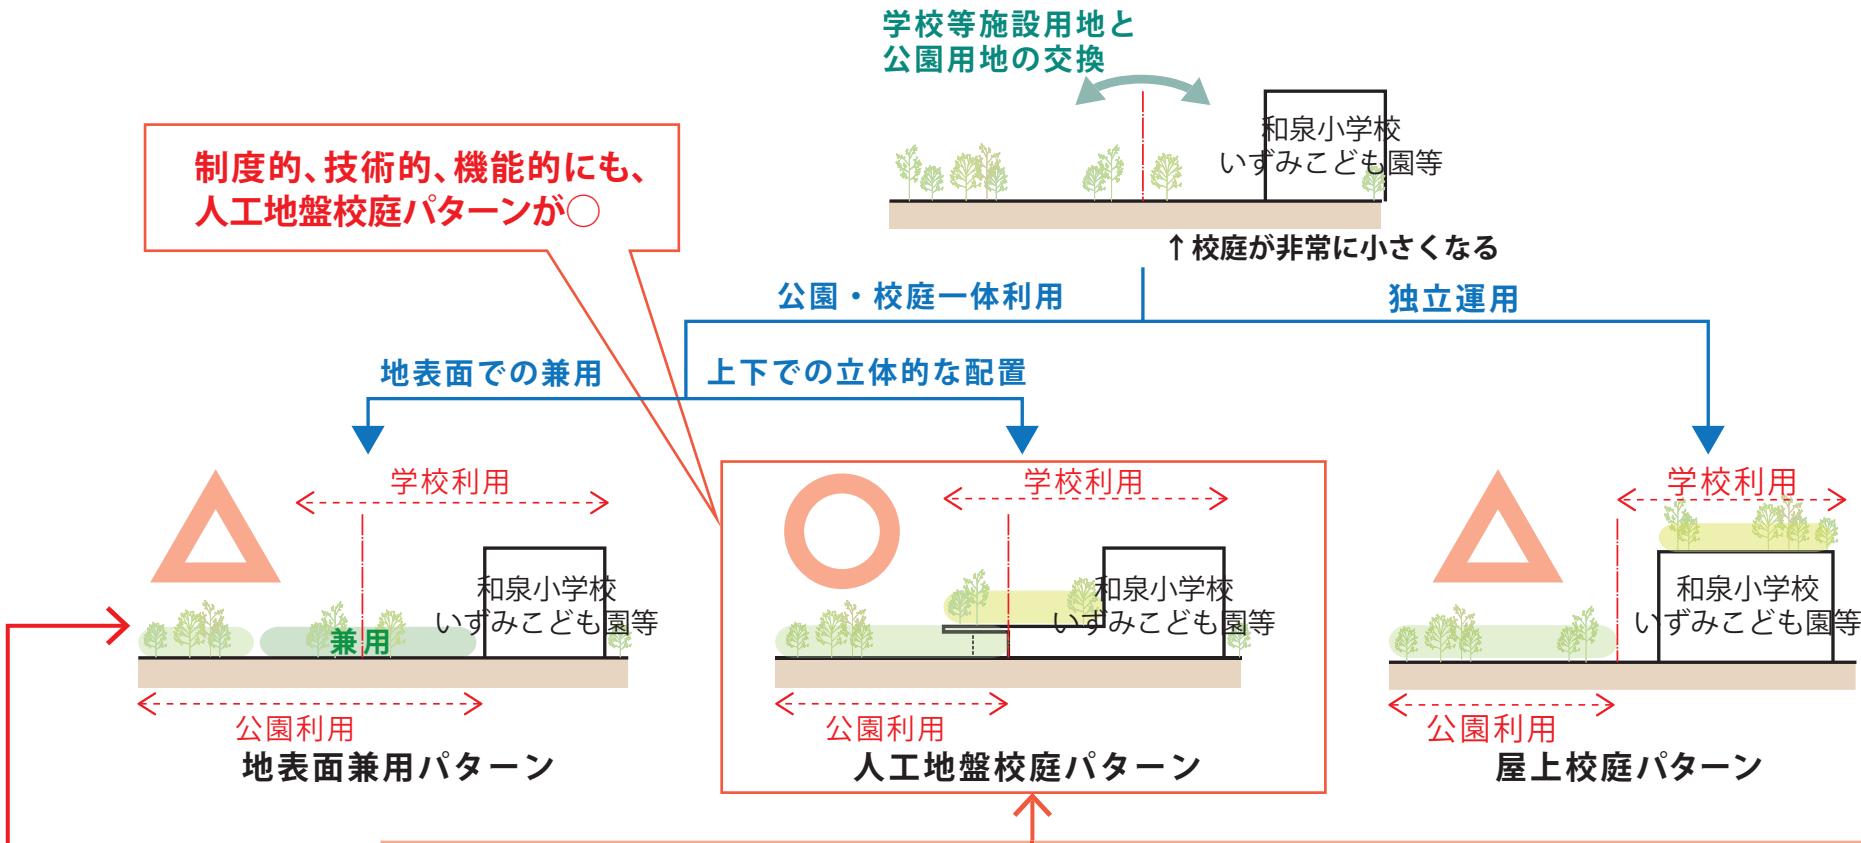 学校等施設用地と
公園用地の交換
和泉小学校
いずみこども園等
制度的、技術的、機能的にも、
人工地盤校庭パターンが○
↑校庭が非常に小さくなる
公園・校庭一体利用
独立運用
地表面での兼用
上下での立体的な配置
学校利用
和泉小学校
いずみこども園等
兼用
公園利用
地表面兼用パターン
学校利用
和泉小学校
いずみこども園等
公園利用
人工地盤校庭パターン
学校利用
和泉小学校
いずみこども園等
公園利用
屋上校庭パターン